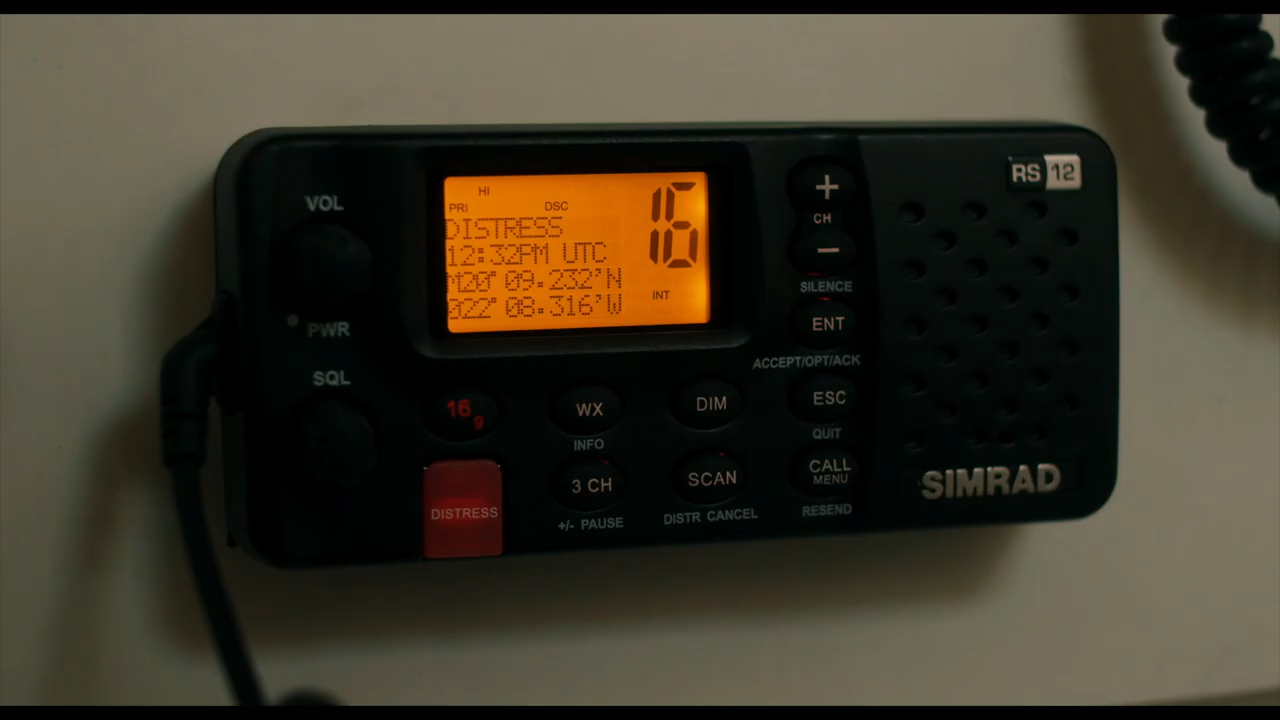 VOL
PWR
SQL
HI
PRI DSC
16
DISTRESS
12:32PM UTC
M20°09.232'N
022°08.316'W
INT
+
CH
−
SILENCE
ENT
ACCEPT/OPT/ACK
ESC
QUIT
CALL
MENU
RESEND
16 9
WX
INFO
DIM
DISTRESS
3 CH
+/- PAUSE
SCAN
DISTR CANCEL
RS 12
SIMRAD